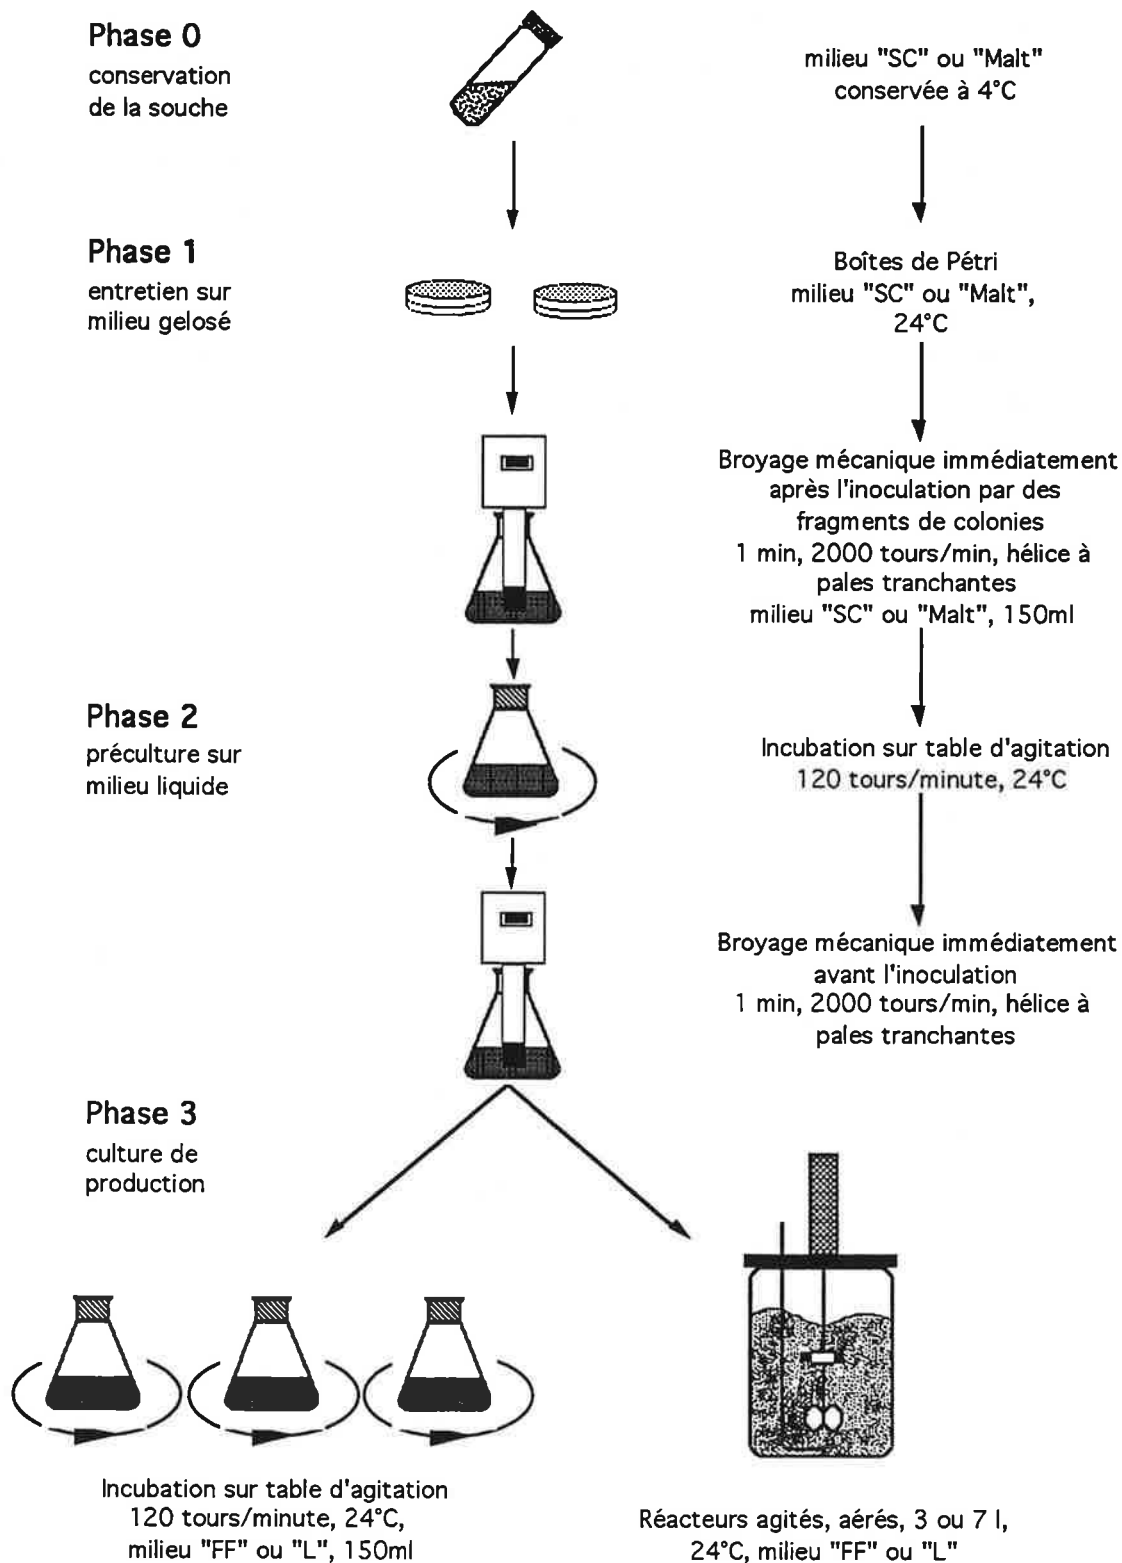 Phase 0
conservation
de la souche
milieu "SC" ou "Malt"
conservée à 4°C
Phase 1
entretien sur
milieu gelosé
Boîtes de Pétri
milieu "SC" ou "Malt",
24°C
Broyage mécanique immédiatement
après l'inoculation par des
fragments de colonies
1 min, 2000 tours/min, hélice à
pales tranchantes
milieu "SC" ou "Malt", 150ml
Phase 2
préculture sur
milieu liquide
Incubation sur table d'agitation
120 tours/minute, 24°C
Broyage mécanique immédiatement
avant l'inoculation
1 min, 2000 tours/min, hélice à
pales tranchantes
Phase 3
culture de
production
Incubation sur table d'agitation
120 tours/minute, 24°C,
milieu "FF" ou "L", 150ml
Réacteurs agités, aérés, 3 ou 7 l,
24°C, milieu "FF" ou "L"